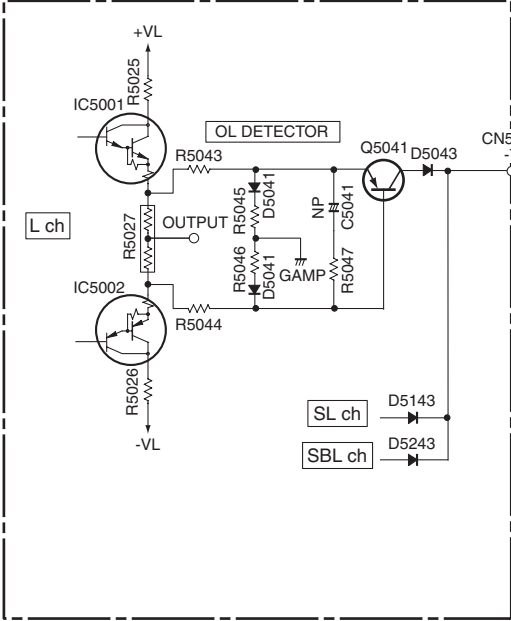 +VL
R5025
IC5001
OL DETECTOR
Q5041
CN5
R5043
D5043
D5041
R5045
NP
C5041
L ch
R5027
OUTPUT
R5046
D5041
GAMP
R5047
IC5002
R5044
R5026
-VL
SL ch
D5143
SBL ch
D5243